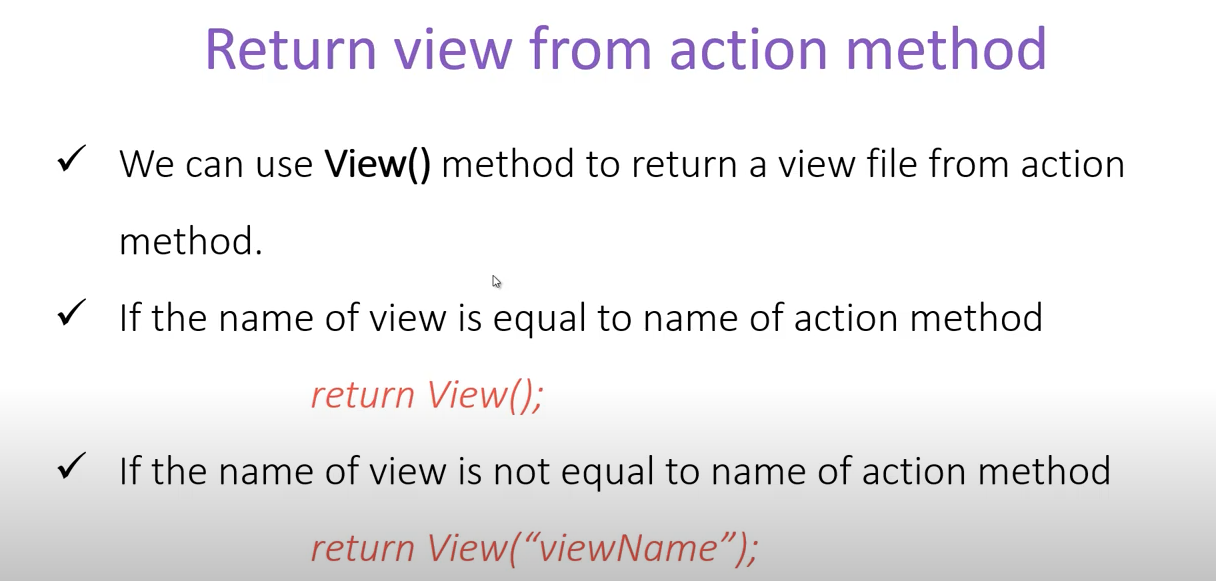 Return view from action method
✓ We can use View() method to return a view file from action
method.
✓ If the name of view is equal to name of action method
return View();
✓ If the name of view is not equal to name of action method
return View(“viewName”);